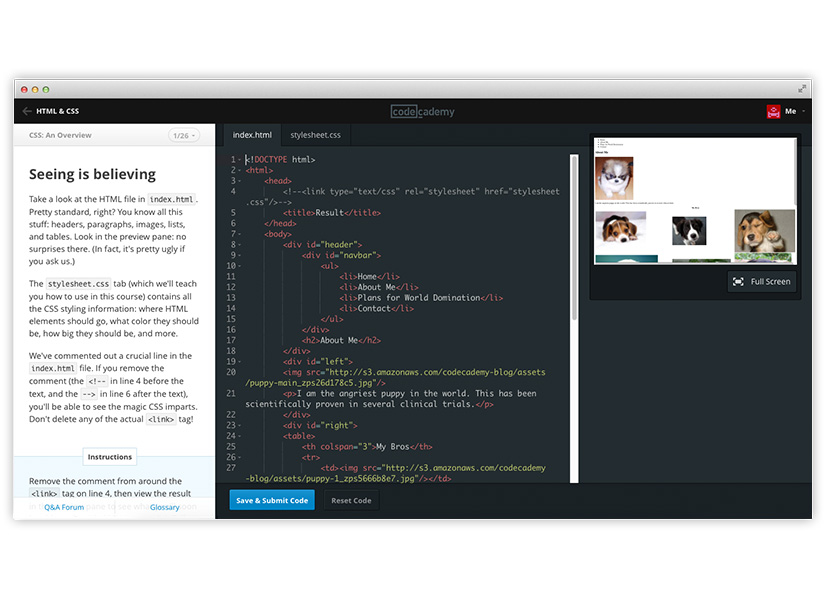 HTML & CSS
codecademy
Me
CSS: An Overview
1/26
Seeing is believing
Take a look at the HTML file in index.html.
Pretty standard, right? You know all this
stuff: headers, paragraphs, images, lists,
and tables. Look in the preview pane: no
surprises there. (In fact, it's pretty ugly if
you ask us.)
The stylesheet.css tab (which we'll teach
you how to use in this course) contains all
the CSS styling information: where HTML
elements should go, what color they should
be, how big they should be, and more.
We've commented out a crucial line in the
index.html file. If you remove the
comment (the <!-- in line 4 before the
text, and the --> in line 6 after the text),
you'll be able to see the magic CSS imparts.
Don't delete any of the actual <link> tag!
Instructions
Remove the comment from around the
<link> tag on line 4, then view the result
Q&A Forum
Glossary
index.html
stylesheet.css
1 <!DOCTYPE html>
2 <html>
3 <head>
4 <!--<link type="text/css" rel="stylesheet" href="stylesheet
.css"/>-->
5 <title>Result</title>
6 </head>
7 <body>
8 <div id="header">
9 <div id="navbar">
10 <ul>
11 <li>Home</li>
12 <li>About Me</li>
13 <li>Plans for World Domination</li>
14 <li>Contact</li>
15 </ul>
16 </div>
17 <h2>About Me</h2>
18 </div>
19 <div id="left">
20 <img src="http://s3.amazonaws.com/codecademy-blog/assets
/puppy-main_zps26d178c5.jpg"/>
21 <p>I am the angriest puppy in the world. This has been
scientifically proven in several clinical trials.</p>
22 </div>
23 <div id="right">
24 <table>
25 <th colspan="3">My Bros</th>
26 <tr>
27 <td><img src="http://s3.amazonaws.com/codecademy
-blog/assets/puppy-1_zps5666b8e7.jpg"/></td>
Save & Submit Code
Reset Code
Full Screen